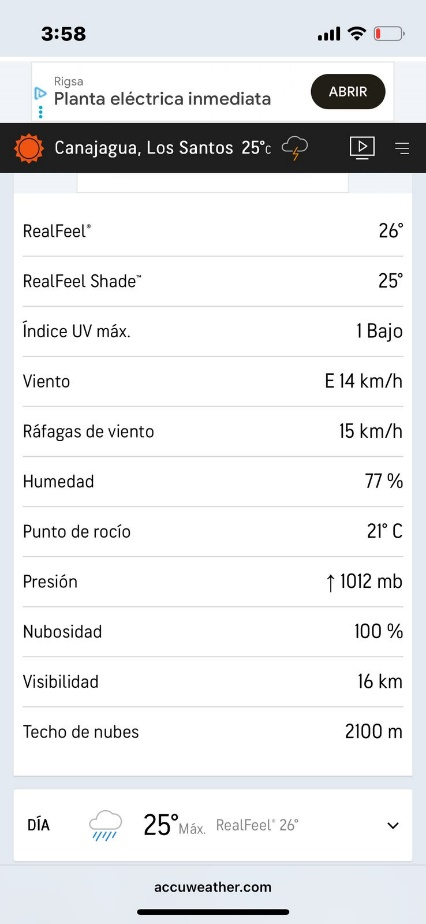 3:58
Rigsa
Planta eléctrica inmediata
ABRIR
Canajagua, Los Santos 25°c
RealFeel® 26°
RealFeel Shade™ 25°
Índice UV máx. 1 Bajo
Viento E 14 km/h
Ráfagas de viento 15 km/h
Humedad 77 %
Punto de rocío 21° C
Presión ↑ 1012 mb
Nubosidad 100 %
Visibilidad 16 km
Techo de nubes 2100 m
DÍA 25° Máx. RealFeel® 26°
accuweather.com